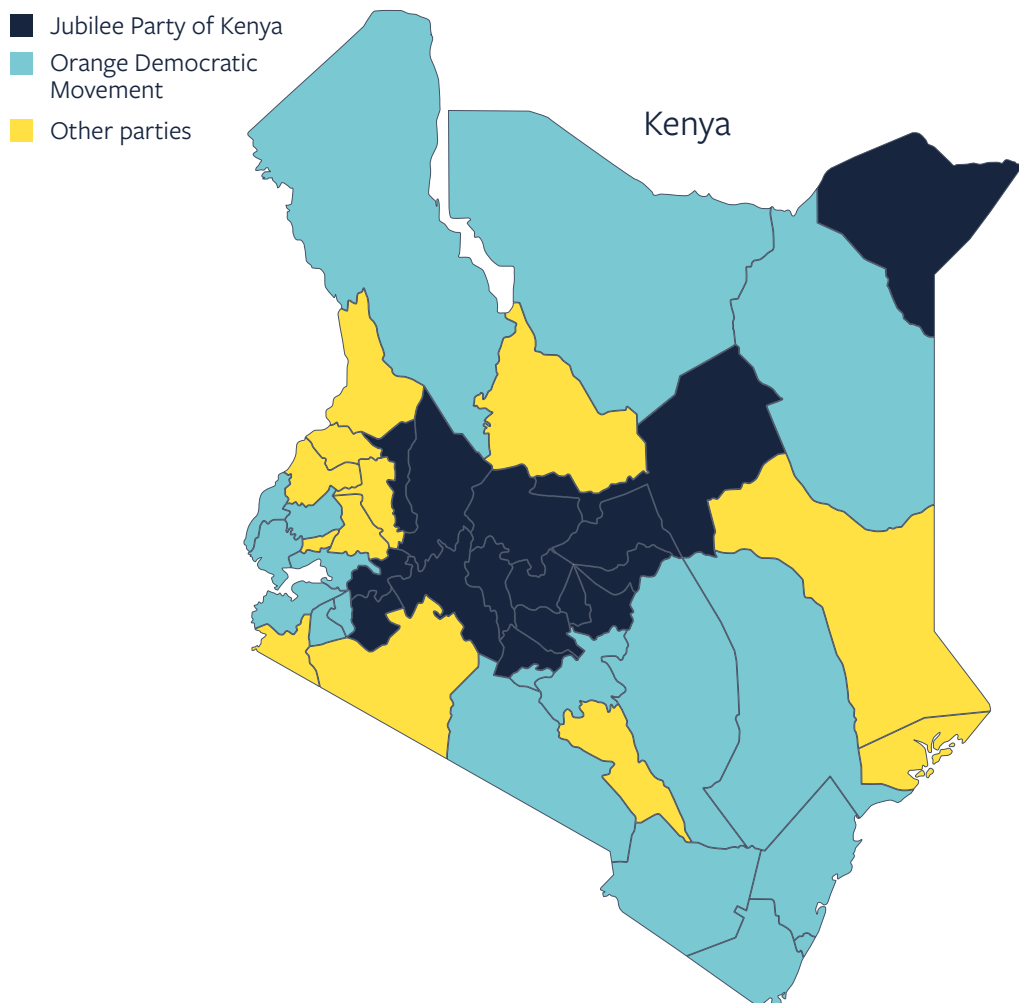 Jubilee Party of Kenya
Orange Democratic
Movement
Other parties
Kenya